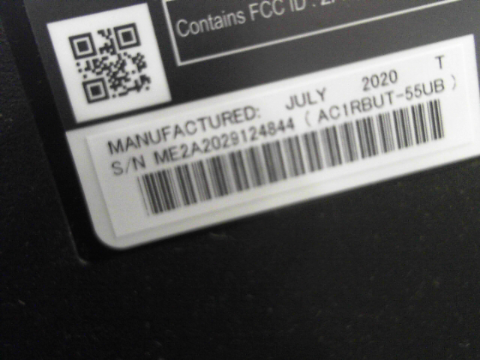 Contains FCC ID :
MANUFACTURED: JULY 2020 T
S/N ME2A2029124844 ( AC1RBUT-55UB )